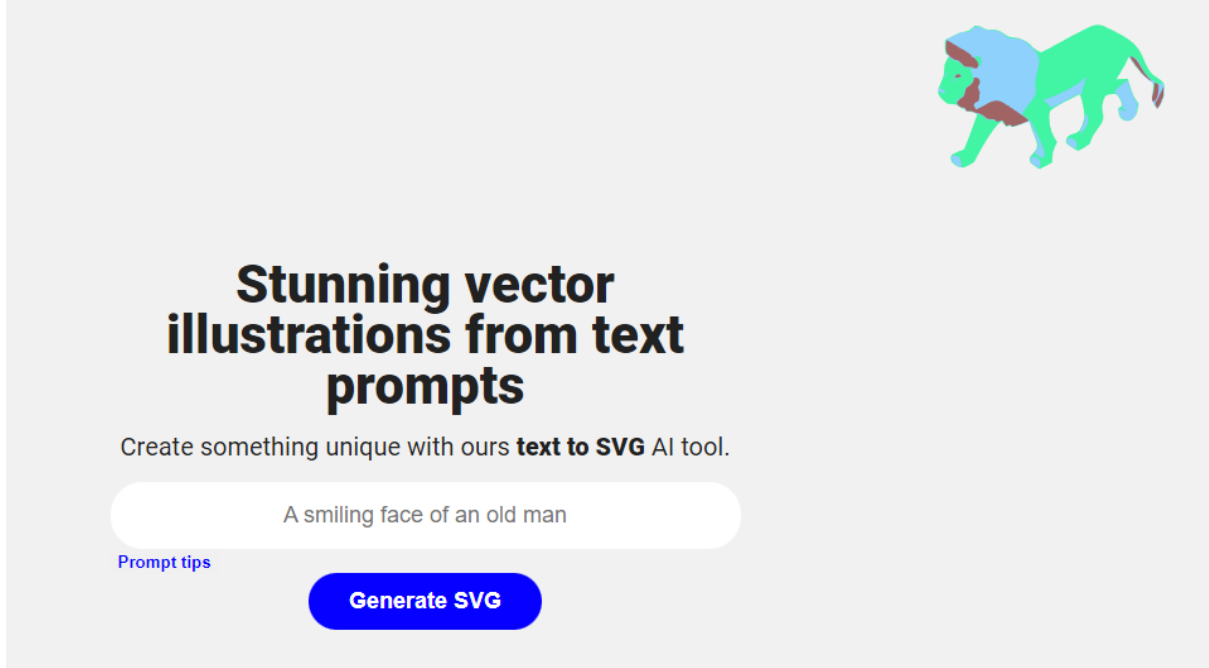 Stunning vector
illustrations from text
prompts
Create something unique with ours text to SVG AI tool.
A smiling face of an old man
Prompt tips
Generate SVG